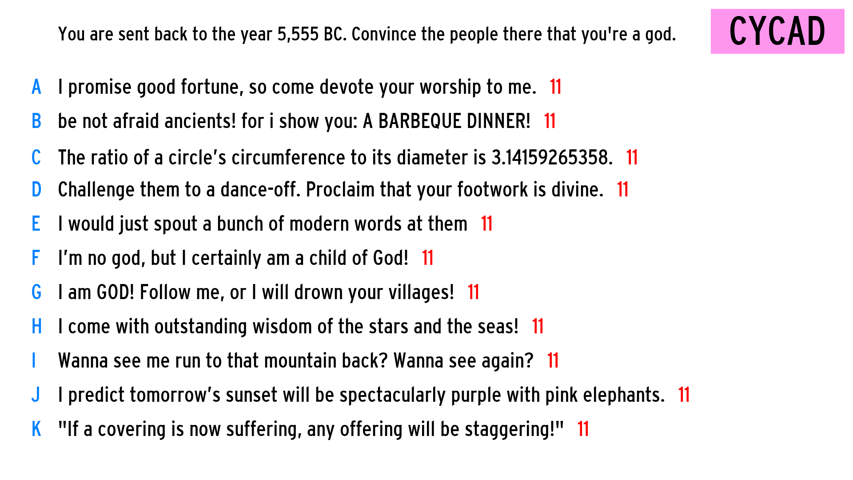 You are sent back to the year 5,555 BC. Convince the people there that you're a god.
CYCAD
A I promise good fortune, so come devote your worship to me. 11
B be not afraid ancients! for i show you: A BARBEQUE DINNER! 11
C The ratio of a circle’s circumference to its diameter is 3.14159265358. 11
D Challenge them to a dance-off. Proclaim that your footwork is divine. 11
E I would just spout a bunch of modern words at them 11
F I’m no god, but I certainly am a child of God! 11
G I am GOD! Follow me, or I will drown your villages! 11
H I come with outstanding wisdom of the stars and the seas! 11
I Wanna see me run to that mountain back? Wanna see again? 11
J I predict tomorrow’s sunset will be spectacularly purple with pink elephants. 11
K "If a covering is now suffering, any offering will be staggering!" 11